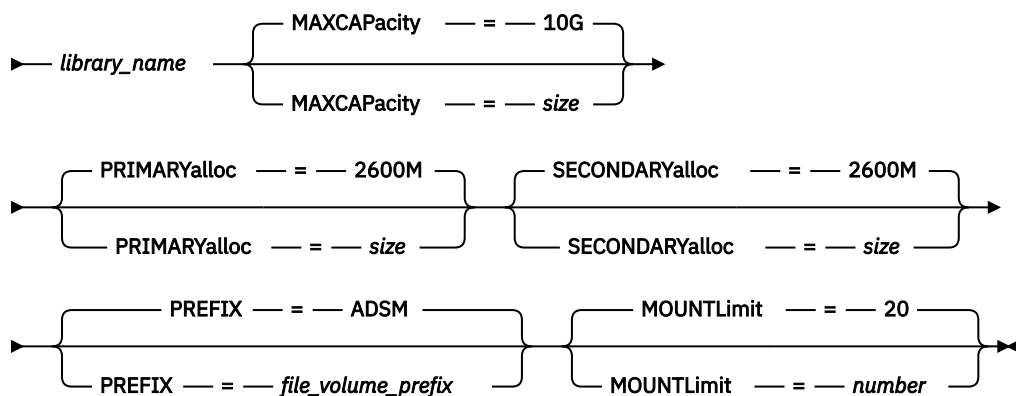 MAXCAPacity = 10G
library_name
MAXCAPacity = size
PRIMARYalloc = 2600M SECONDARYalloc = 2600M
PRIMARYalloc = size SECONDARYalloc = size
PREFIX = ADSM MOUNTLimit = 20
PREFIX = file_volume_prefix MOUNTLimit = number